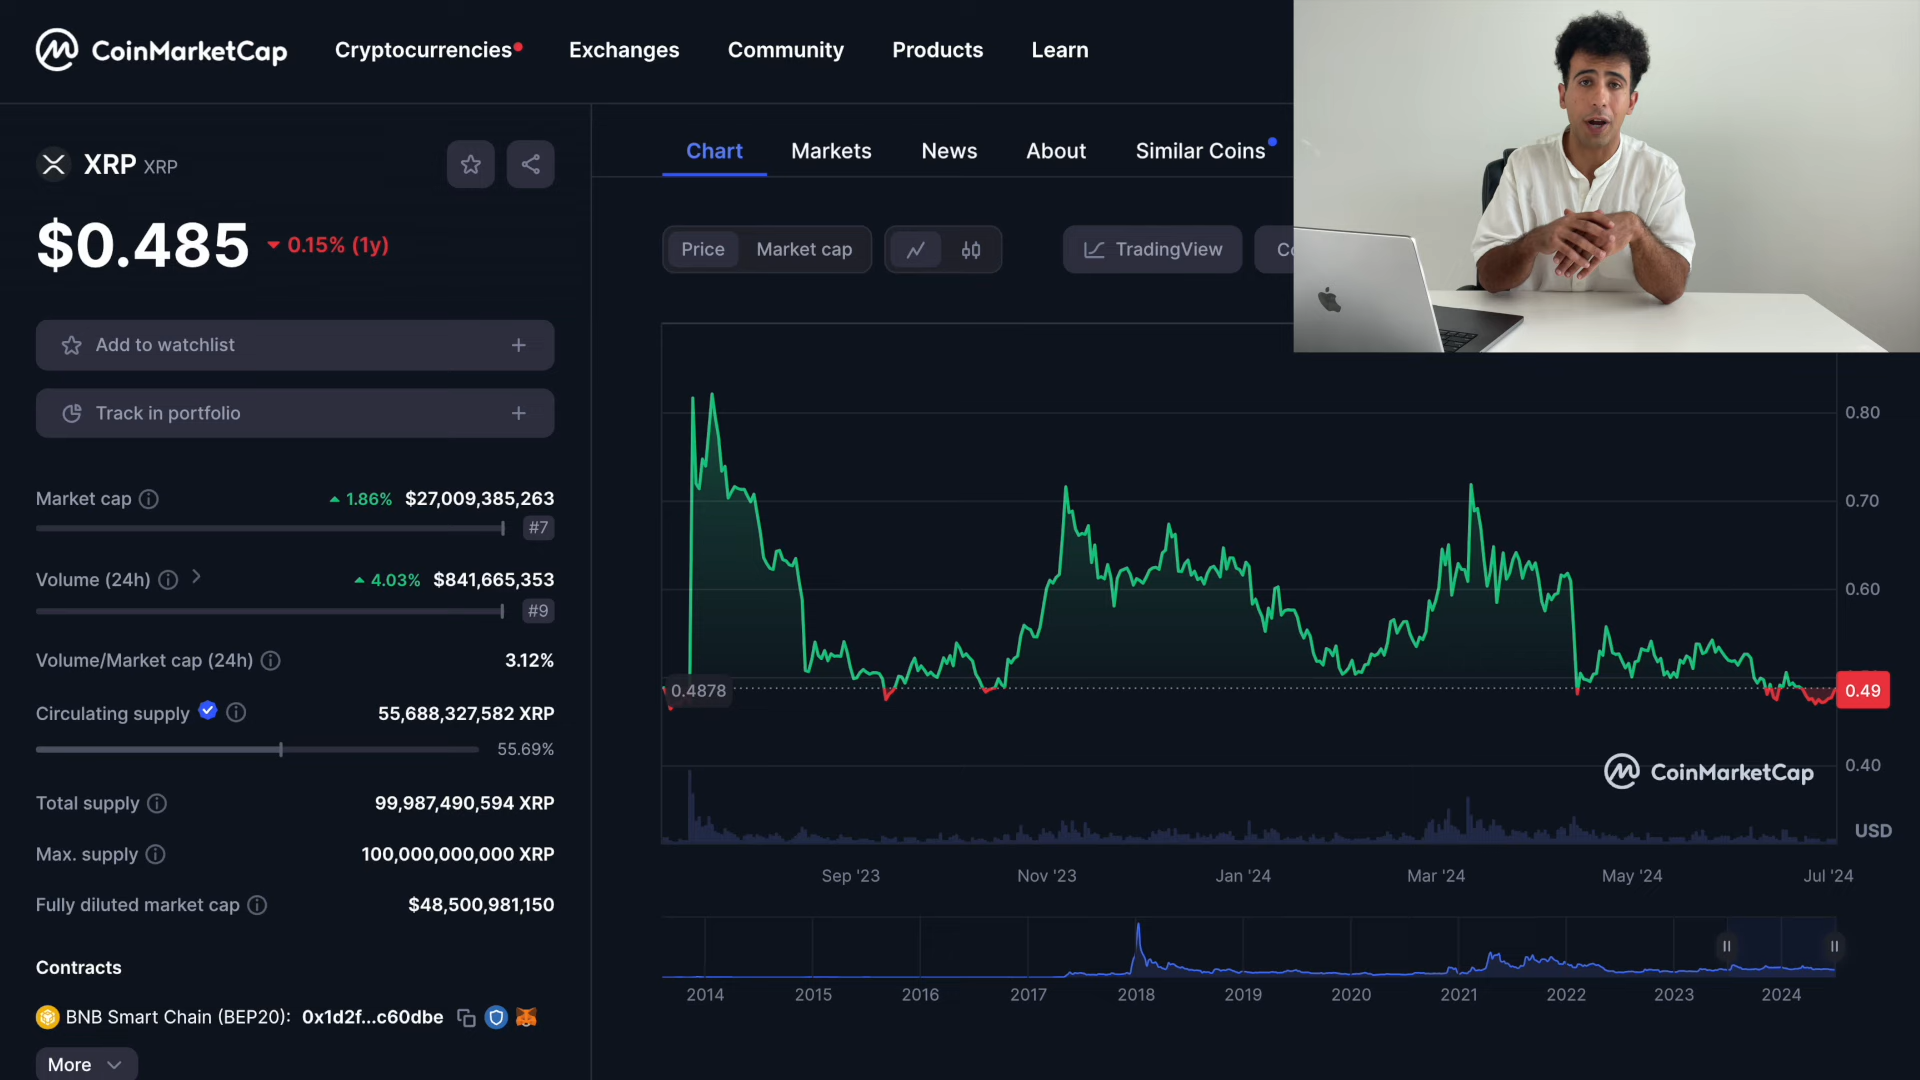 CoinMarketCap
Cryptocurrencies
Exchanges
Community
Products
Learn
XRP XRP
$0.485
0.15% (1y)
Add to watchlist +
Track in portfolio +
Market cap 1.86% $27,009,385,263
#7
Volume (24h) 4.03% $841,665,353
#9
Volume/Market cap (24h) 3.12%
Circulating supply 55,688,327,582 XRP
55.69%
Total supply 99,987,490,594 XRP
Max. supply 100,000,000,000 XRP
Fully diluted market cap $48,500,981,150
Contracts
BNB Smart Chain (BEP20): 0x1d2f...c60dbe
More
Chart
Markets
News
About
Similar Coins
Price
Market cap
TradingView
0.80
0.70
0.60
0.4878
0.49
CoinMarketCap
0.40
USD
Sep '23
Nov '23
Jan '24
Mar '24
May '24
Jul '24
2014
2015
2016
2017
2018
2019
2020
2021
2022
2023
2024